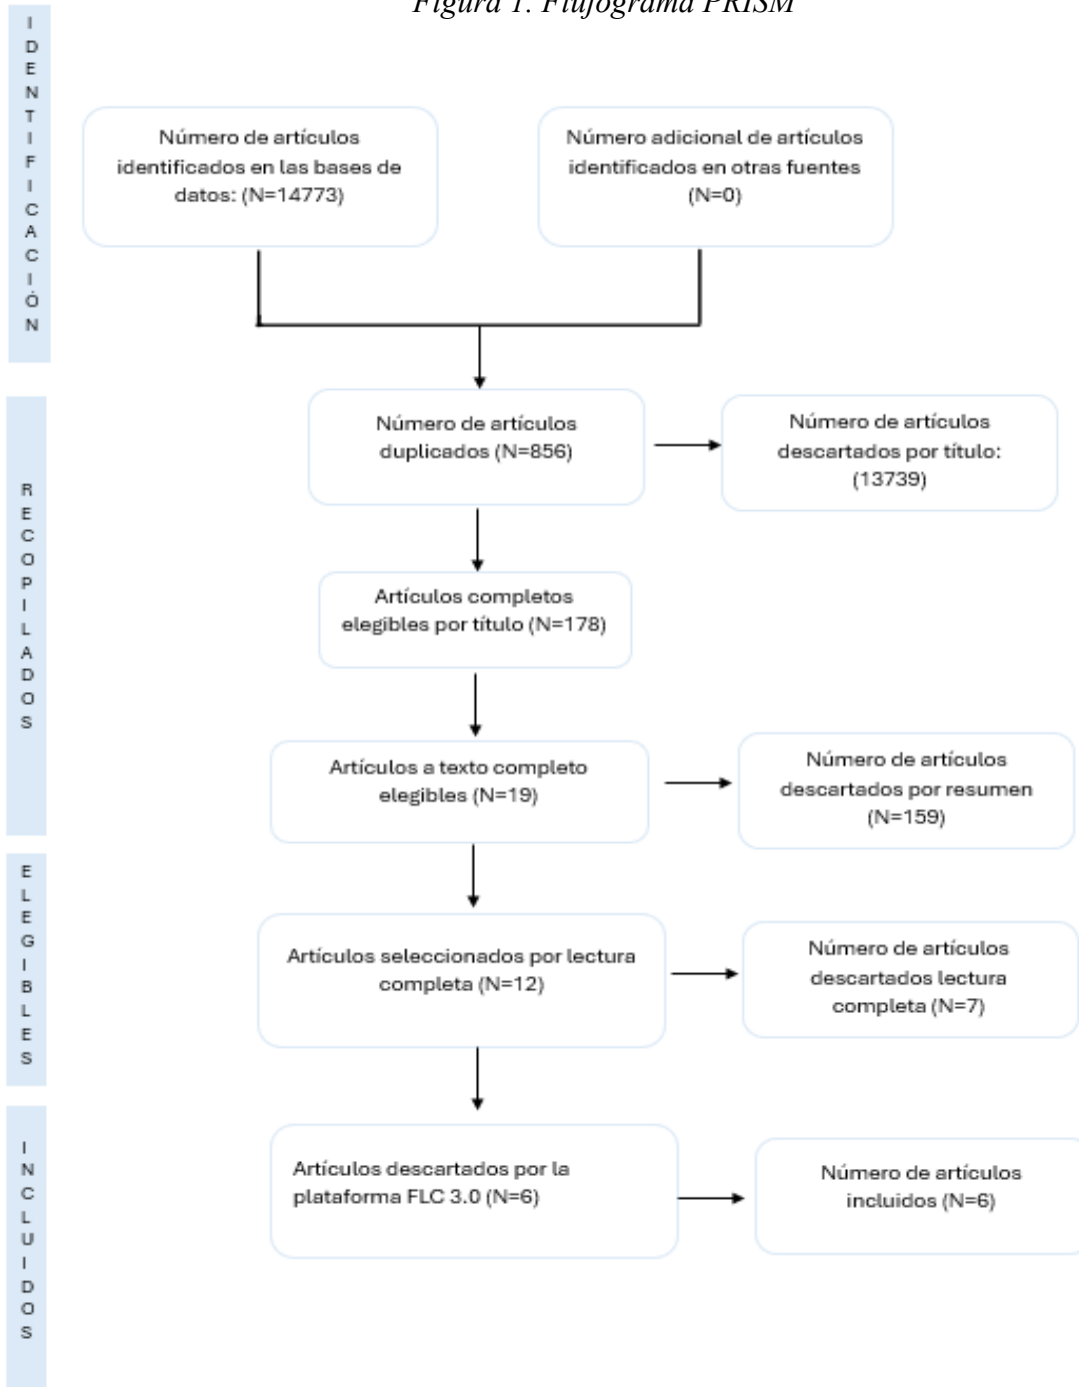 Figura 1. Flujograma PRISM
IDENTIFICACIÓN
Número de artículos
identificados en las bases de
datos: (N=14773)
Número adicional de artículos
identificados en otras fuentes
(N=0)
RECOPILADOS
Número de artículos
duplicados (N=856)
Número de artículos
descartados por título:
(13739)
Artículos completos
elegibles por título (N=178)
Artículos a texto completo
elegibles (N=19)
Número de artículos
descartados por resumen
(N=159)
ELEGIBLES
Artículos seleccionados por lectura
completa (N=12)
Número de artículos
descartados lectura
completa (N=7)
INCLUIDOS
Artículos descartados por la
plataforma FLC 3.0 (N=6)
Número de artículos
incluidos (N=6)